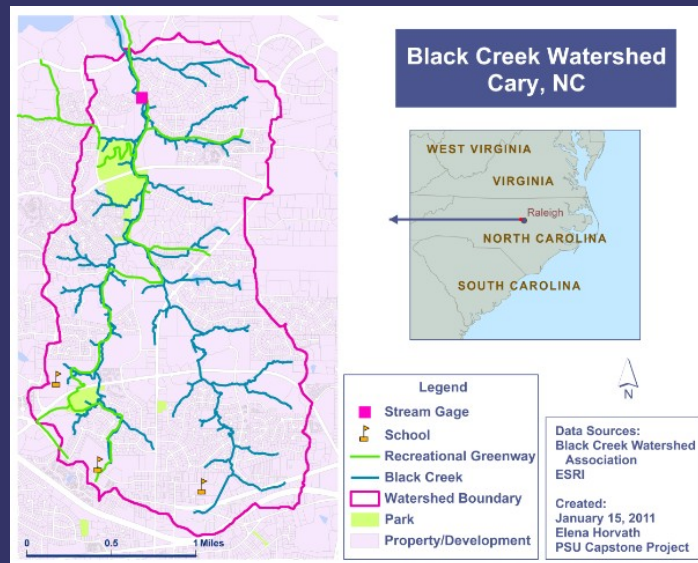 Black Creek Watershed
Cary, NC
WEST VIRGINIA
VIRGINIA
Raleigh
NORTH CAROLINA
SOUTH CAROLINA
N
Legend
Stream Gage
School
Recreational Greenway
Black Creek
Watershed Boundary
Park
Property/Development
Data Sources:
Black Creek Watershed
Association
ESRI
Created:
January 15, 2011
Elena Horvath
PSU Capstone Project
0 0.5 1 Miles